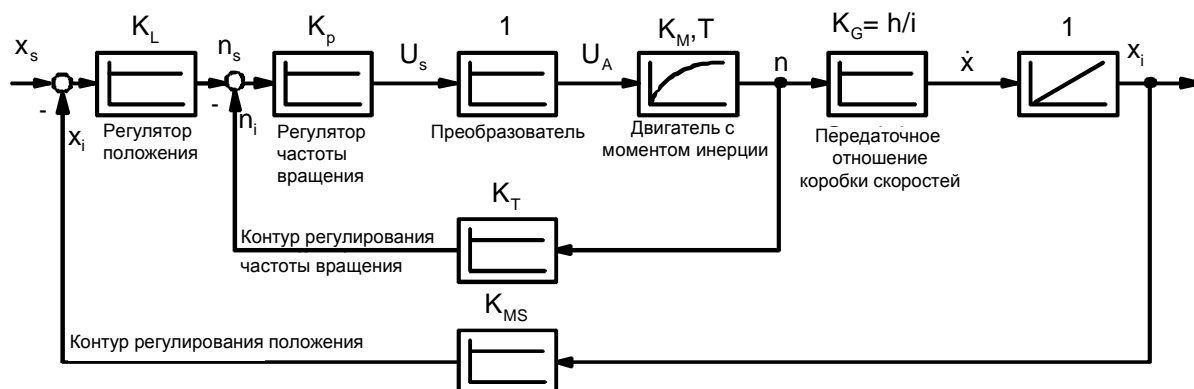 K_L
K_p
1
K_M,T
K_G= h/i
1
x_s
n_s
U_s
U_A
n
ẋ
x_i
-
x_i
-
n_i
Регулятор
положения
Регулятор
частоты
вращения
Преобразователь
Двигатель с
моментом инерции
Передаточное
отношение
коробки скоростей
K_T
Контур регулирования
частоты вращения
K_MS
Контур регулирования положения